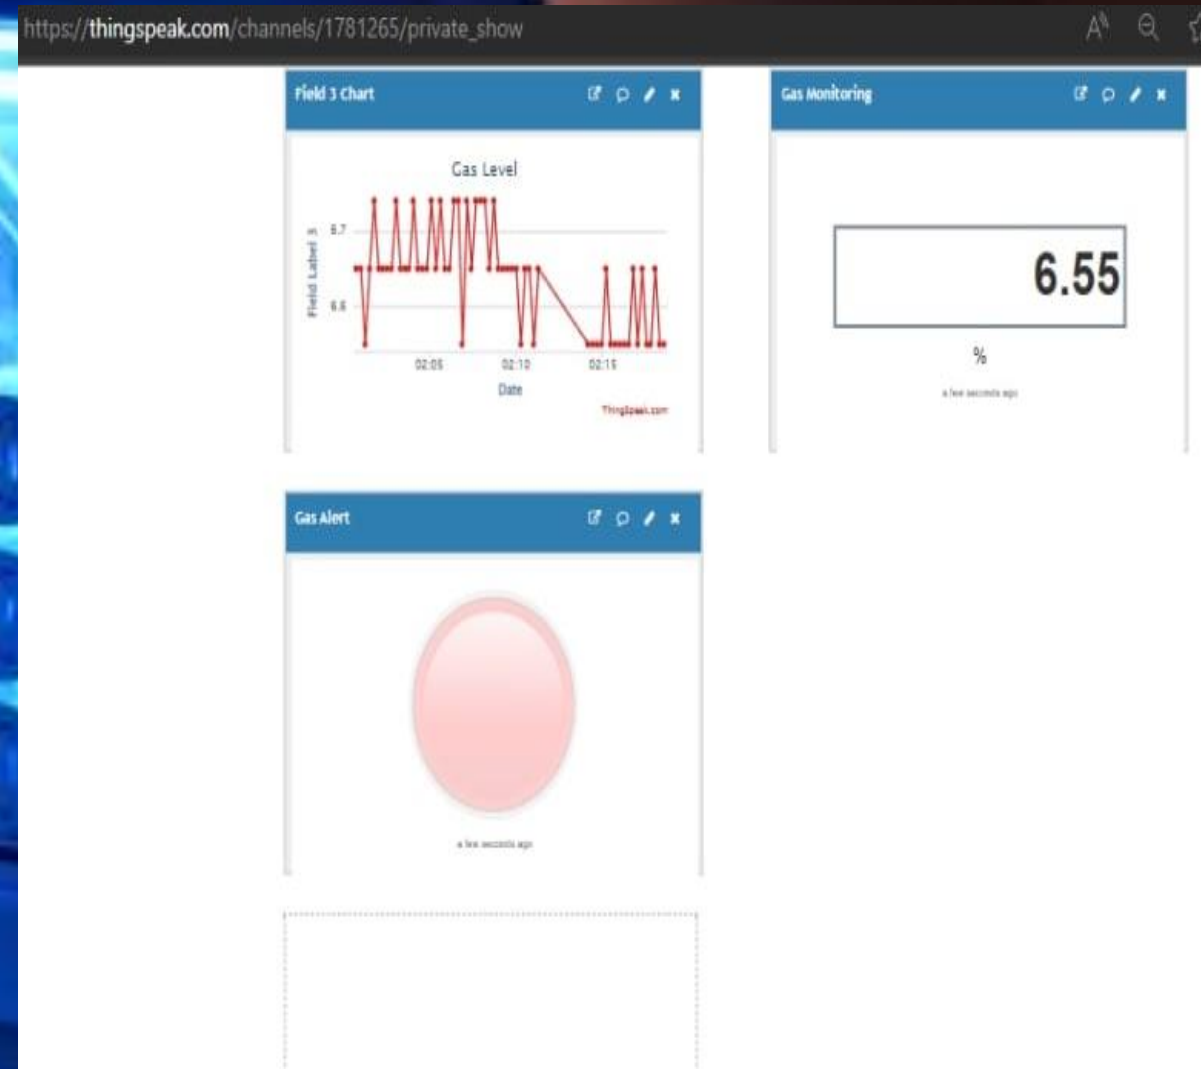 https://thingspeak.com/channels/1781265/private_show
Field 3 Chart
Gas Level
Field Label 3
6.7
6.6
02:05
02:10
02:15
Date
ThingSpeak.com
Gas Monitoring
6.55
%
a few seconds ago
Gas Alert
a few seconds ago